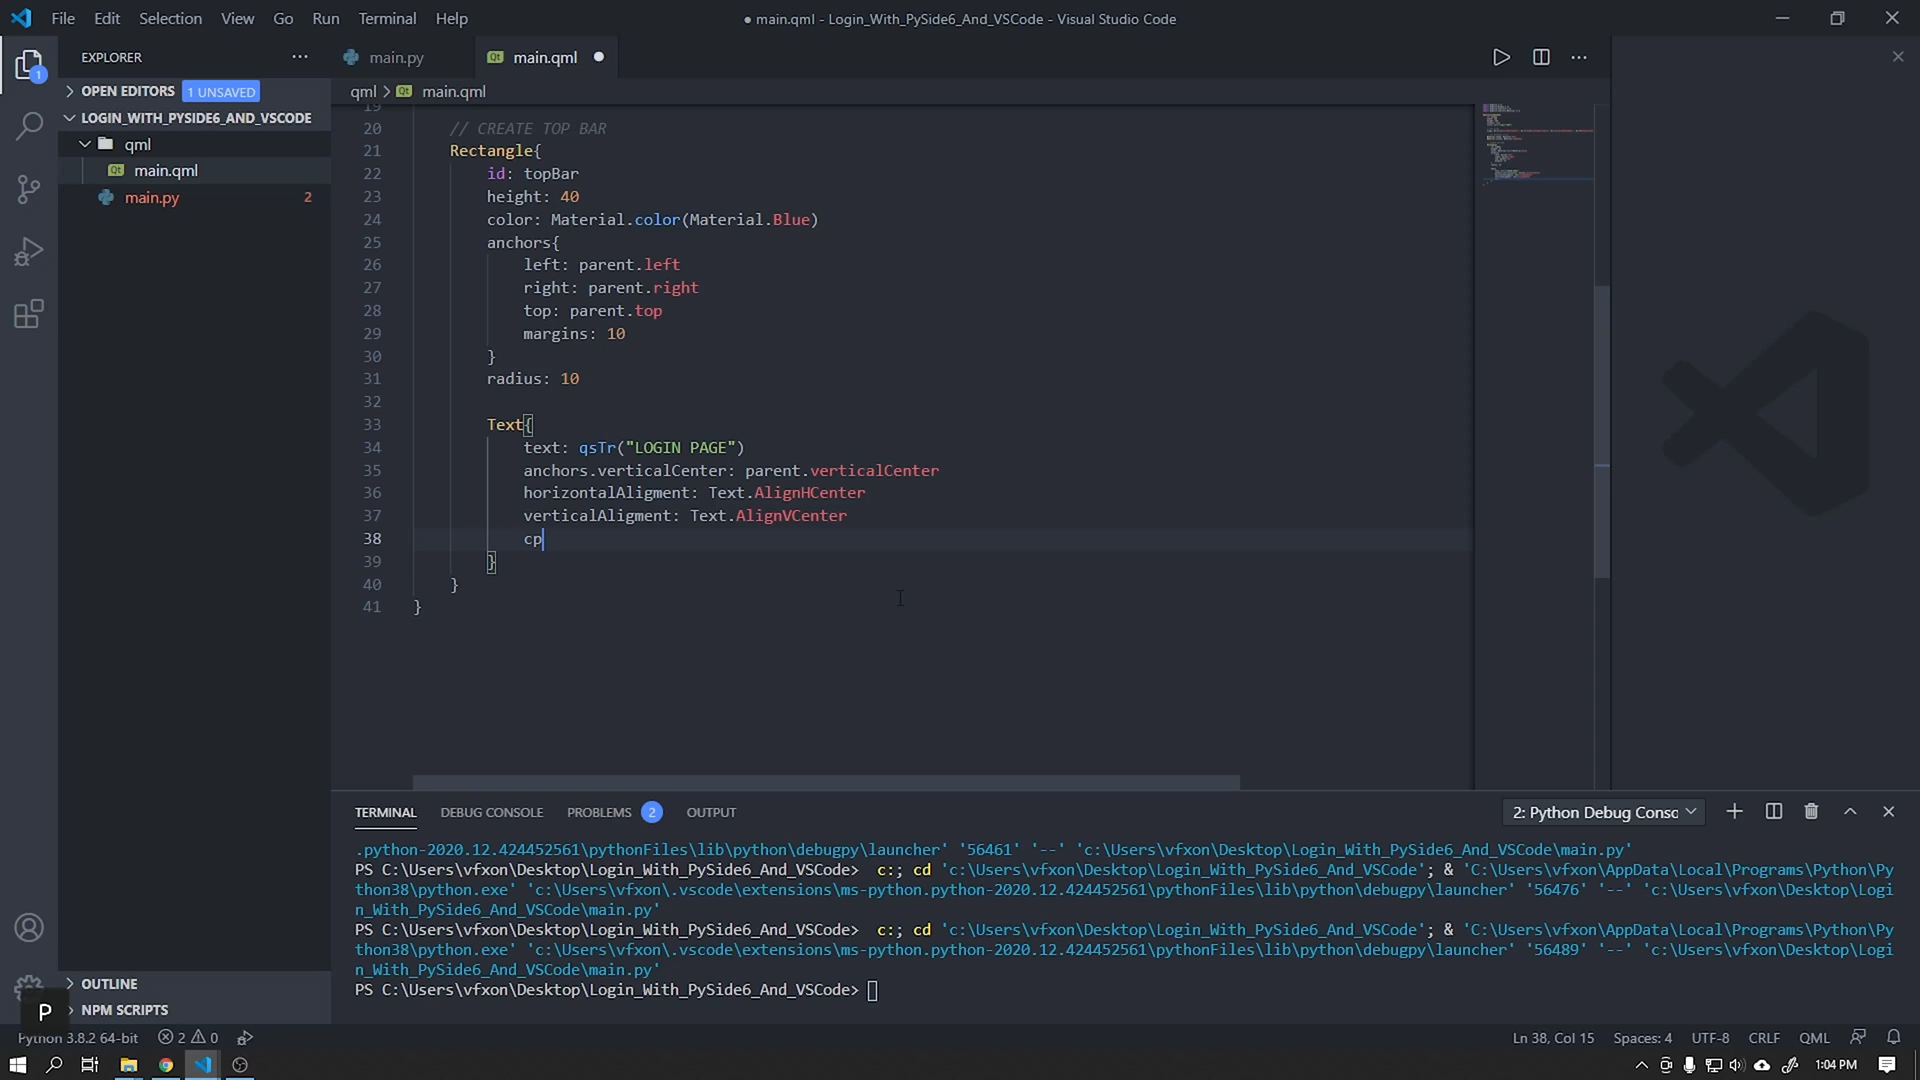 File Edit Selection View Go Run Terminal Help
● main.qml - Login_With_PySide6_And_VSCode - Visual Studio Code
EXPLORER
main.py
main.qml
1
OPEN EDITORS 1 UNSAVED
qml > main.qml
LOGIN_WITH_PYSIDE6_AND_VSCODE
qml
main.qml
main.py 2
19
20 // CREATE TOP BAR
21 Rectangle{
22 id: topBar
23 height: 40
24 color: Material.color(Material.Blue)
25 anchors{
26 left: parent.left
27 right: parent.right
28 top: parent.top
29 margins: 10
30 }
31 radius: 10
32
33 Text{
34 text: qsTr("LOGIN PAGE")
35 anchors.verticalCenter: parent.verticalCenter
36 horizontalAligment: Text.AlignHCenter
37 verticalAligment: Text.AlignVCenter
38 cp
39 }
40 }
41 }
TERMINAL DEBUG CONSOLE PROBLEMS 2 OUTPUT
2: Python Debug Consc
.python-2020.12.424452561\pythonFiles\lib\python\debugpy\launcher' '56461' '--' 'c:\Users\vfxon\Desktop\Login_With_PySide6_And_VSCode\main.py'
PS C:\Users\vfxon\Desktop\Login_With_PySide6_And_VSCode>  c:; cd 'c:\Users\vfxon\Desktop\Login_With_PySide6_And_VSCode'; & 'C:\Users\vfxon\AppData\Local\Programs\Python\Py
thon38\python.exe' 'c:\Users\vfxon\.vscode\extensions\ms-python.python-2020.12.424452561\pythonFiles\lib\python\debugpy\launcher' '56476' '--' 'c:\Users\vfxon\Desktop\Logi
n_With_PySide6_And_VSCode\main.py'
PS C:\Users\vfxon\Desktop\Login_With_PySide6_And_VSCode>  c:; cd 'c:\Users\vfxon\Desktop\Login_With_PySide6_And_VSCode'; & 'C:\Users\vfxon\AppData\Local\Programs\Python\Py
thon38\python.exe' 'c:\Users\vfxon\.vscode\extensions\ms-python.python-2020.12.424452561\pythonFiles\lib\python\debugpy\launcher' '56489' '--' 'c:\Users\vfxon\Desktop\Logi
n_With_PySide6_And_VSCode\main.py'
PS C:\Users\vfxon\Desktop\Login_With_PySide6_And_VSCode>
OUTLINE
NPM SCRIPTS
P
Python 3.8.2 64-bit 2 0
Ln 38, Col 15 Spaces: 4 UTF-8 CRLF QML
1:04 PM